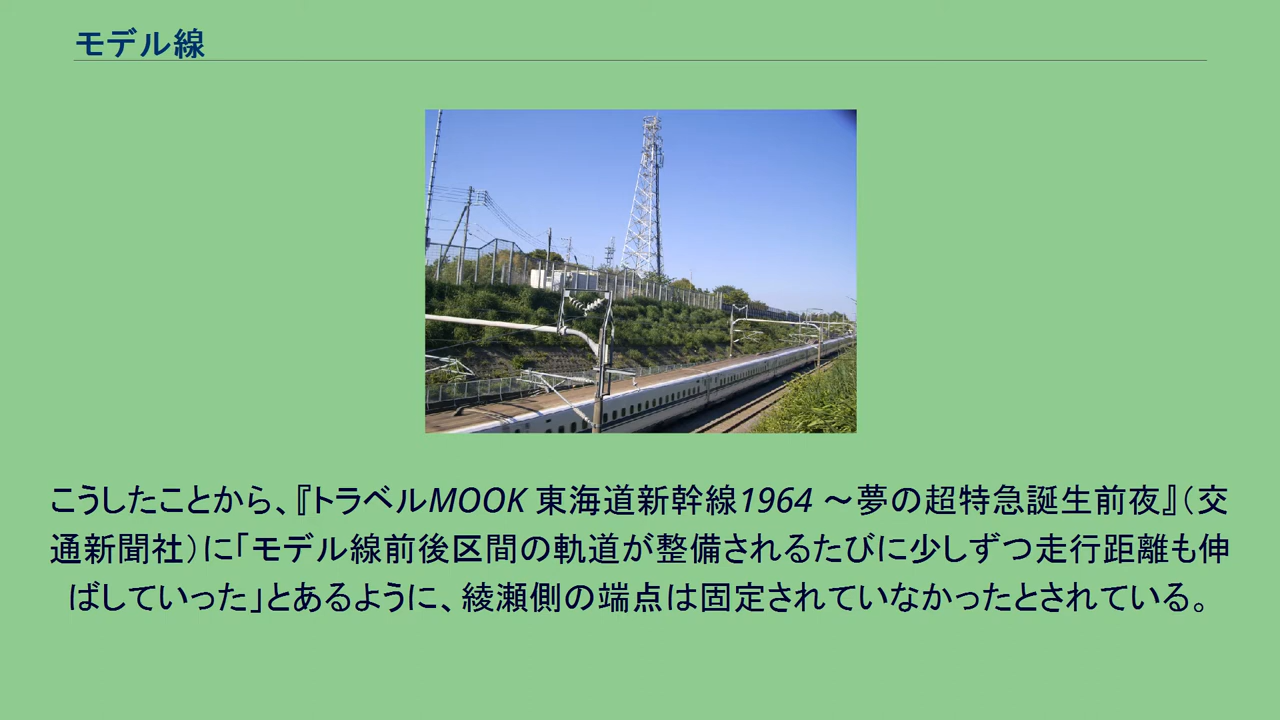 モデル線
こうしたことから、『トラベルMOOK 東海道新幹線1964 ～夢の超特急誕生前夜』（交
通新聞社）に「モデル線前後区間の軌道が整備されるたびに少しずつ走行距離も伸
ばしていった」とあるように、綾瀬側の端点は固定されていなかったとされている。